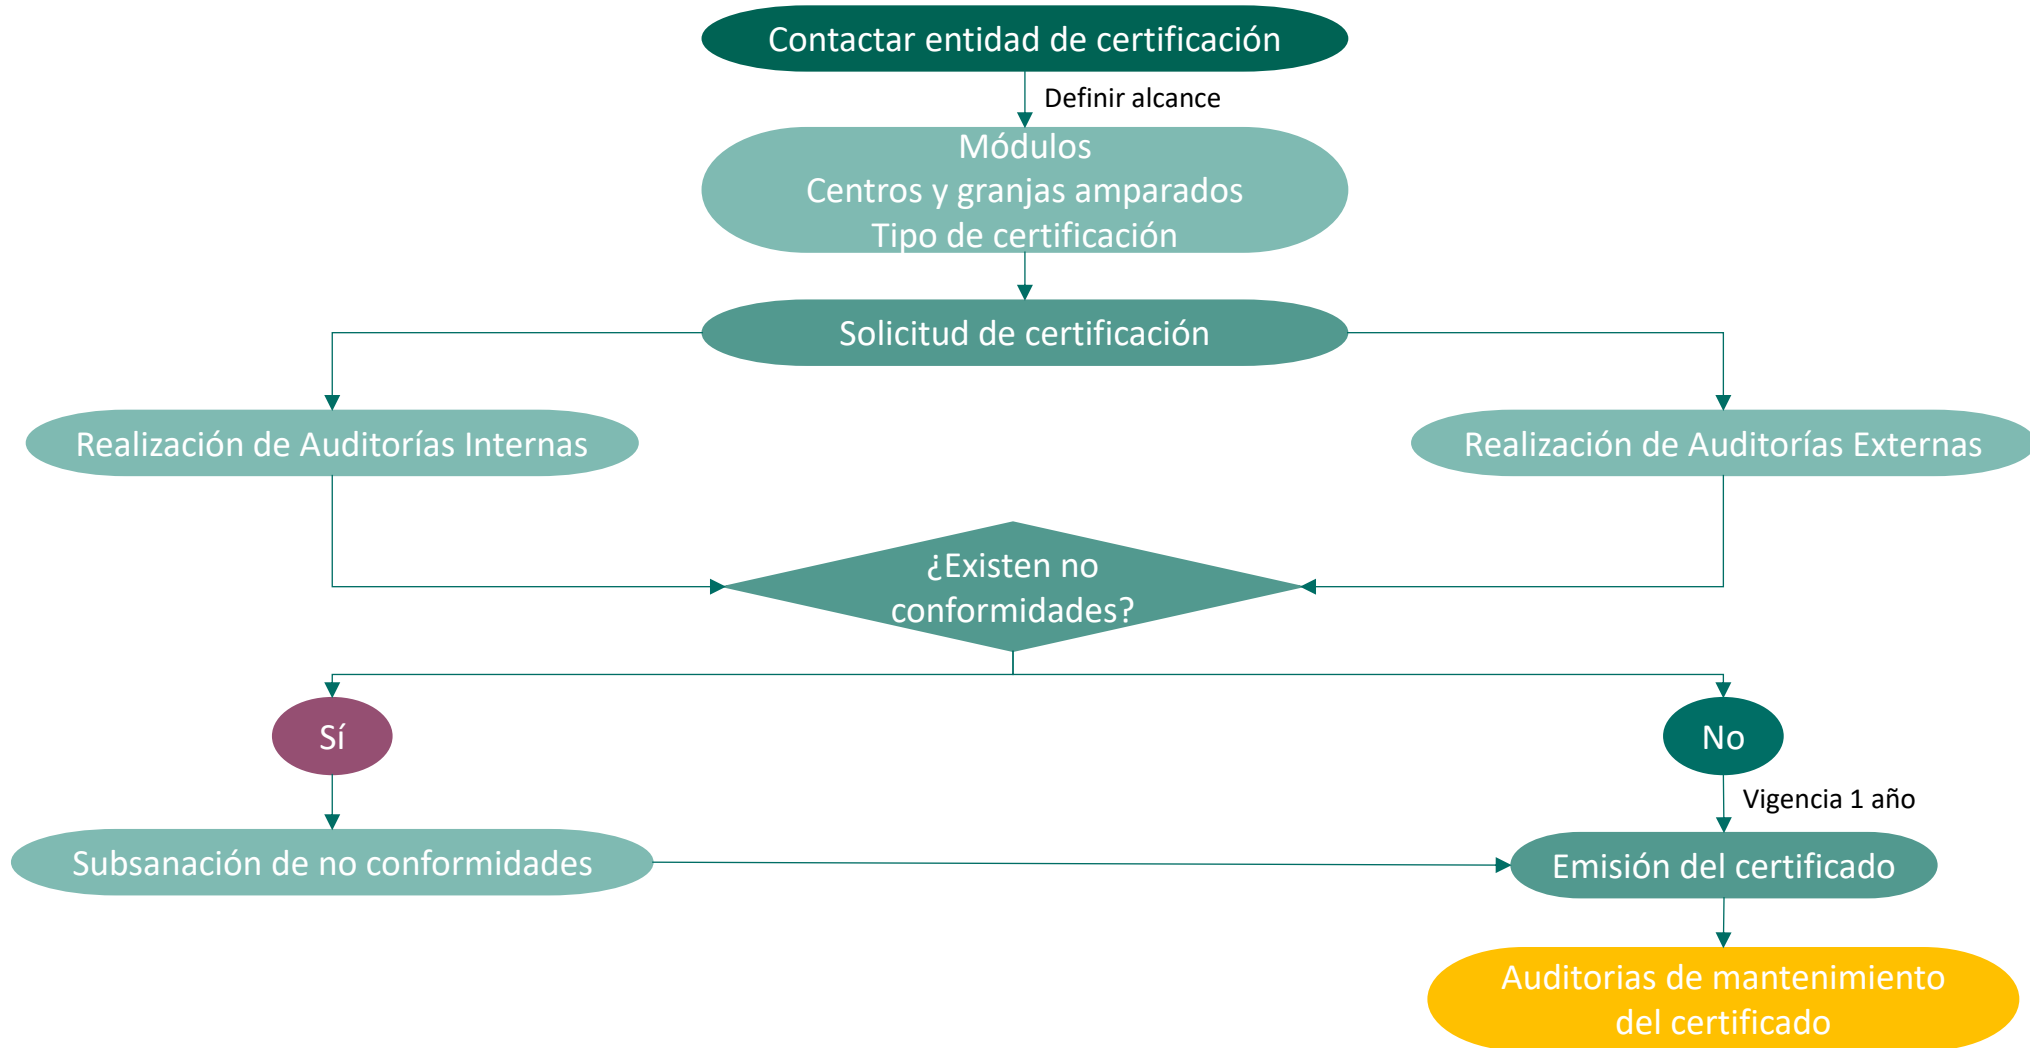 Contactar entidad de certificación
Definir alcance
Módulos
Centros y granjas amparados
Tipo de certificación
Solicitud de certificación
Realización de Auditorías Internas
Realización de Auditorías Externas
¿Existen no
conformidades?
Sí
No
Vigencia 1 año
Subsanación de no conformidades
Emisión del certificado
Auditorias de mantenimiento
del certificado